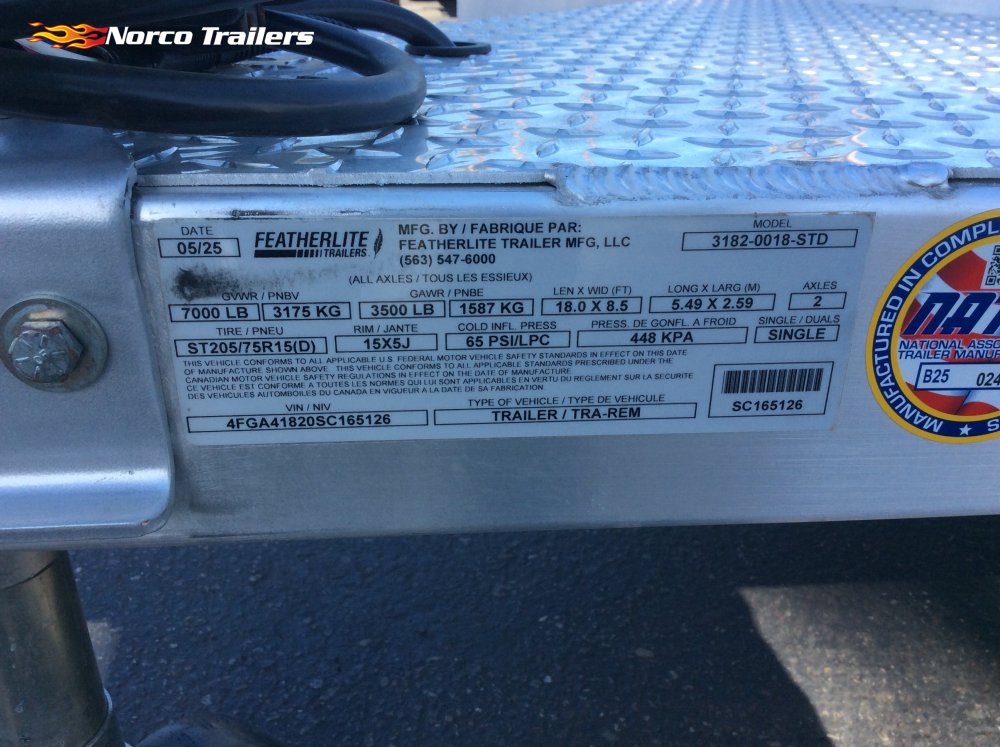 Norco Trailers
DATE
05/25
FEATHERLITE
TRAILERS
MFG. BY / FABRIQUE PAR:
FEATHERLITE TRAILER MFG, LLC
(563) 547-6000
MODEL
3182-0018-STD
(ALL AXLES / TOUS LES ESSIEUX)
GVWR / PNBV GAWR / PNBE LEN X WID (FT) LONG X LARG (M) AXLES
7000 LB 3175 KG 3500 LB 1587 KG 18.0 X 8.5 5.49 X 2.59 2
TIRE / PNEU RIM / JANTE COLD INFL. PRESS PRESS. DE GONFL. A FROID SINGLE / DUALS
ST205/75R15(D) 15X5J 65 PSI/LPC 448 KPA SINGLE
THIS VEHICLE CONFORMS TO ALL APPLICABLE U.S. FEDERAL MOTOR VEHICLE SAFETY STANDARDS IN EFFECT ON THE DATE
OF MANUFACTURE SHOWN ABOVE. THIS VEHICLE CONFORMS TO ALL APPLICABLE STANDARDS PRESCRIBED UNDER THE
CANADIAN MOTOR VEHICLE SAFETY REGULATIONS IN EFFECT ON THE DATE OF MANUFACTURE.
CE VEHICULE EST CONFORME A TOUTES LES NORMES QUI LUI SONT APPLICABLES EN VERTU DU REGLEMENT SUR LA SECURITE
DES VEHICULES AUTOMOBILES DU CANADA EN VIGUEUR A LA DATE DE SA FABRICATION.
VIN / NIV TYPE OF VEHICLE / TYPE DE VEHICULE
4FGA41820SC165126 TRAILER / TRA-REM SC165126
MANUFACTURED IN COMPL
NAT
NATIONAL ASSO
TRAILER MANU
B25 024